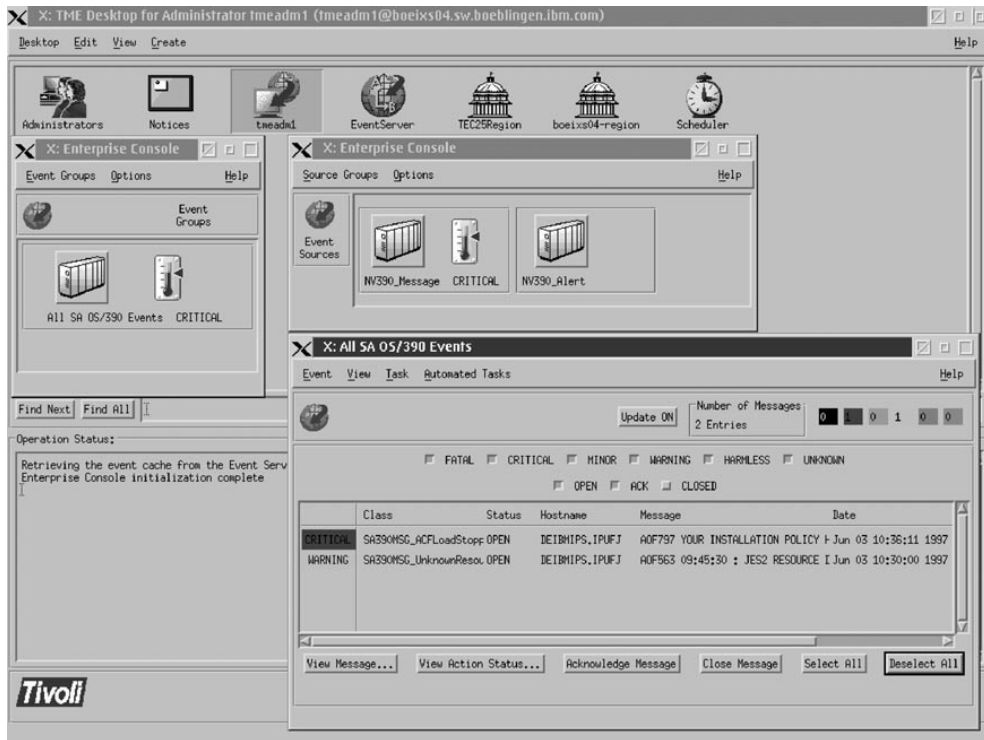 X: TME Desktop for Administrator tmeadm1 (tmeadm1@boeixs04.sw.boeblingen.ibm.com)
Desktop Edit View Create Help
Administrators Notices tmeadm1 EventServer TEC25Region boeixs04-region Scheduler
X: Enterprise Console
Event Groups Options Help
Event
Groups
All SA OS/390 Events CRITICAL
X: Enterprise Console
Source Groups Options Help
Event
Sources
NV390_Message CRITICAL NV390_Alert
Find Next Find All
Operation Status:
Retrieving the event cache from the Event Serv
Enterprise Console initialization complete
Tivoli
X: All SA OS/390 Events
Event View Task Automated Tasks Help
Update ON Number of Messages
2 Entries 0 1 0 1 0 0
FATAL CRITICAL MINOR WARNING HARMLESS UNKNOWN
OPEN ACK CLOSED
Class Status Hostname Message Date
CRITICAL SA390MSG_ACFLoadStopp OPEN DEIBMIPS.IPUFJ AOF797 YOUR INSTALLATION POLICY Jun 03 10:36:11 1997
WARNING SA390MSG_UnknownResou OPEN DEIBMIPS.IPUFJ AOF563 09:45:30 : JES2 RESOURCE Jun 03 10:30:00 1997
View Message... View Action Status... Acknowledge Message Close Message Select All Deselect All